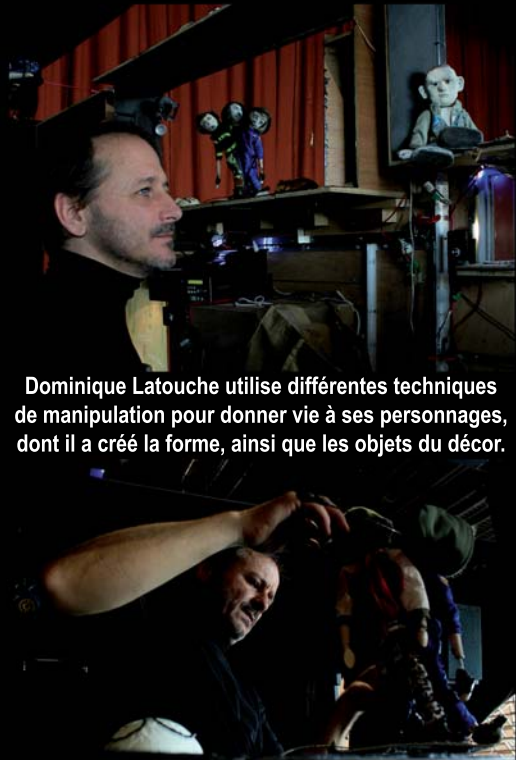 Dominique Latouche utilise différentes techniques
de manipulation pour donner vie à ses personnages,
dont il a créé la forme, ainsi que les objets du décor.